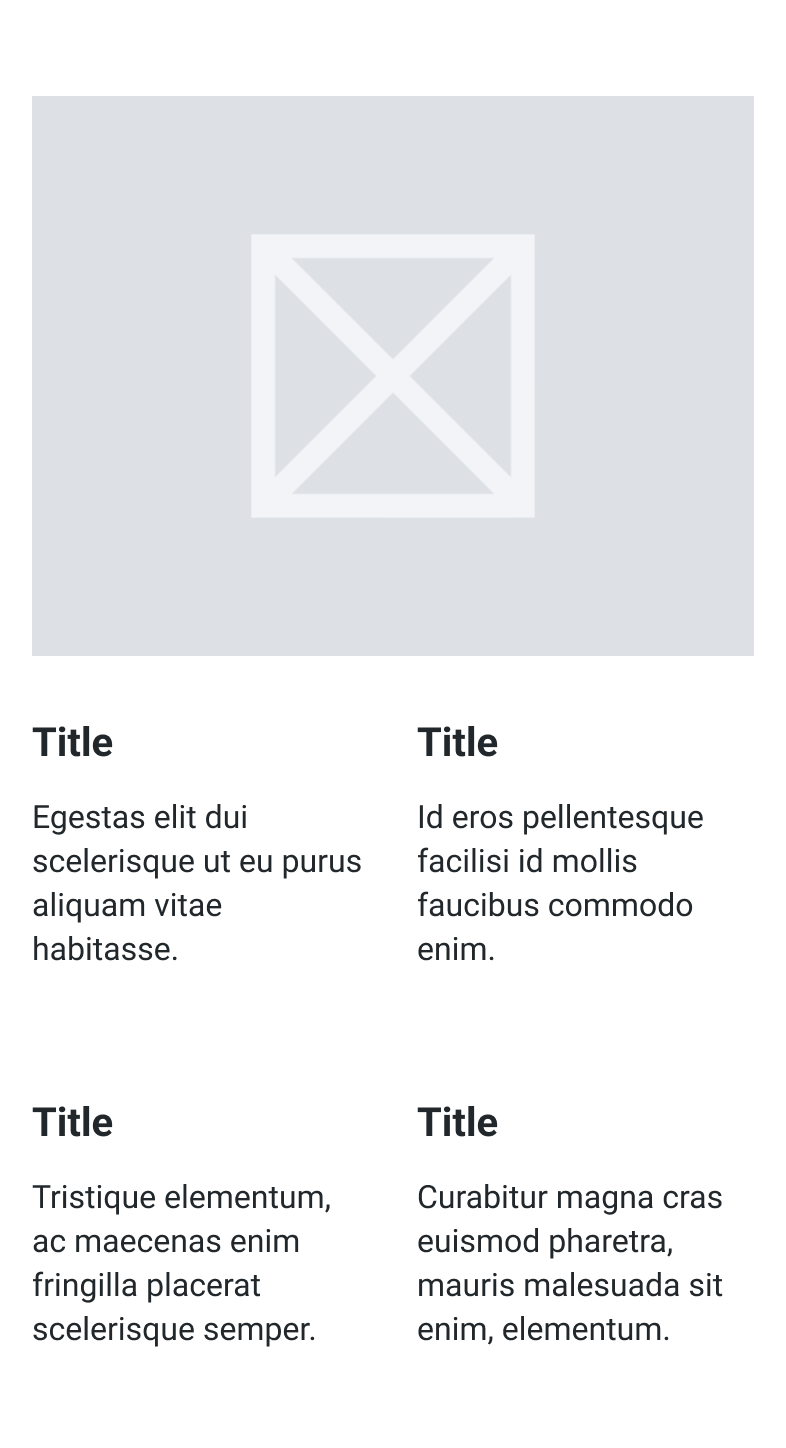 Title
Egestas elit dui
scelerisque ut eu purus
aliquam vitae
habitasse.
Title
Id eros pellentesque
facilisi id mollis
faucibus commodo
enim.
Title
Tristique elementum,
ac maecenas enim
fringilla placerat
scelerisque semper.
Title
Curabitur magna cras
euismod pharetra,
mauris malesuada sit
enim, elementum.